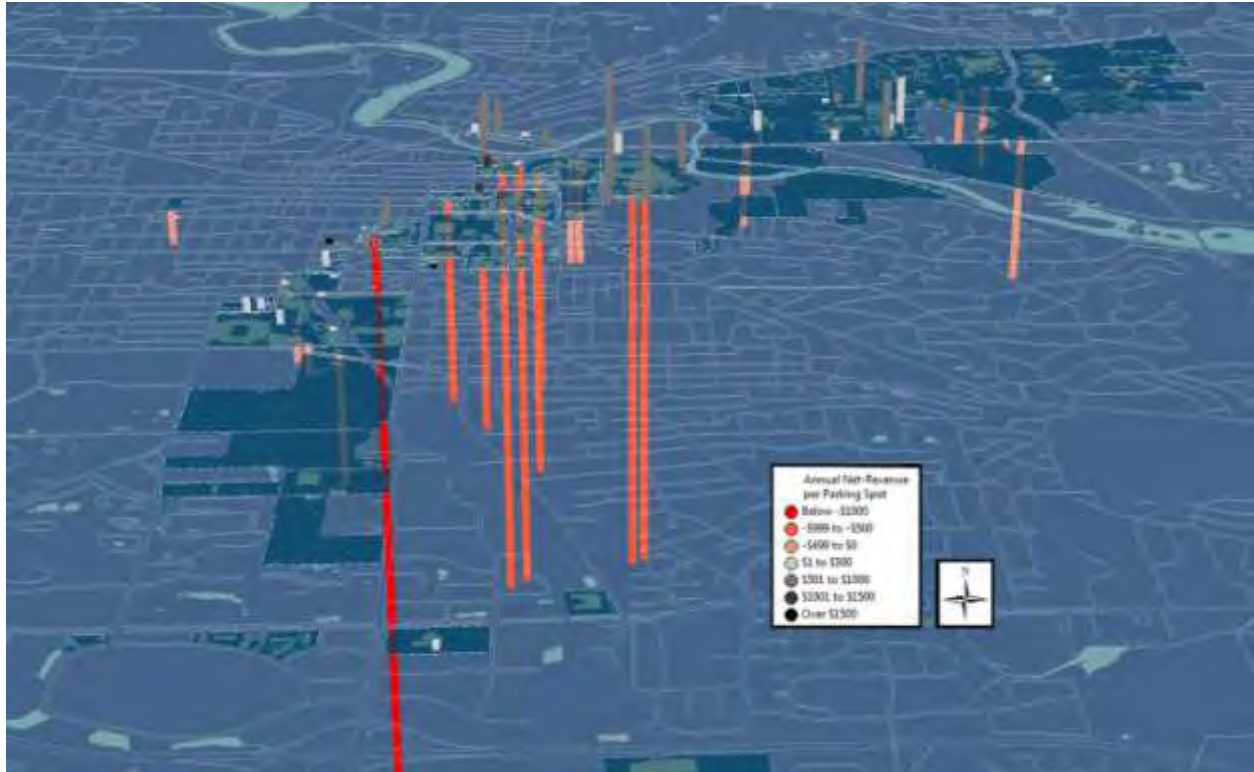 Annual Net-Revenue
per Parking Spot
Below -$1000
-$999 to -$500
-$499 to $0
$1 to $500
$501 to $1000
$1001 to $1500
Over $1500
N